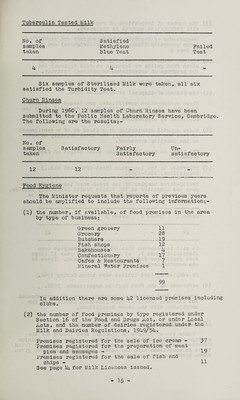 Tuberculin Tested Milk
No. of Satisfied
samples Methylene Failed
taken Blue Test Test
4 4 -
Six samples of Sterilised Milk were taken, all six
satisfied the Turbidity Test.
Churn Rinses
During 1960, 12 samples of Churn Rinses have been
submitted to the Public Health Laboratory Service, Cambridge.
The following are the results:-
No. of
samples Satisfactory Fairly Un-
taken Satisfactory satisfactory
12 12 - -
Food Hygiene
The Minister requests that reports of previous years
should be amplified to include the following information:-
(1) the number, if available, of food premises in the area
by type of business;
Green grocery 11
Grocery 28
Butchers 19
Fish shops 12
Bakehouses 4
Confectionery 17
Cafes & Restaurants 7
Mineral Water Premises 1
99
In addition there are some 42 licensed premises including
clubs.
(2) the number of food premises by type registered under
Section 16 of the Food and Drugs Act, or under Local
Acts, and the number of dairies registered under the
Milk and Dairies Regulations, 1949/54.
Premises registered for the sale of ice cream - 37
Premises registered for the preparation of meat
pies and sausages - 19
Premises registered for the sale of fish and
chips - 11
See page 14 for Milk Licences issued.
- 15 -